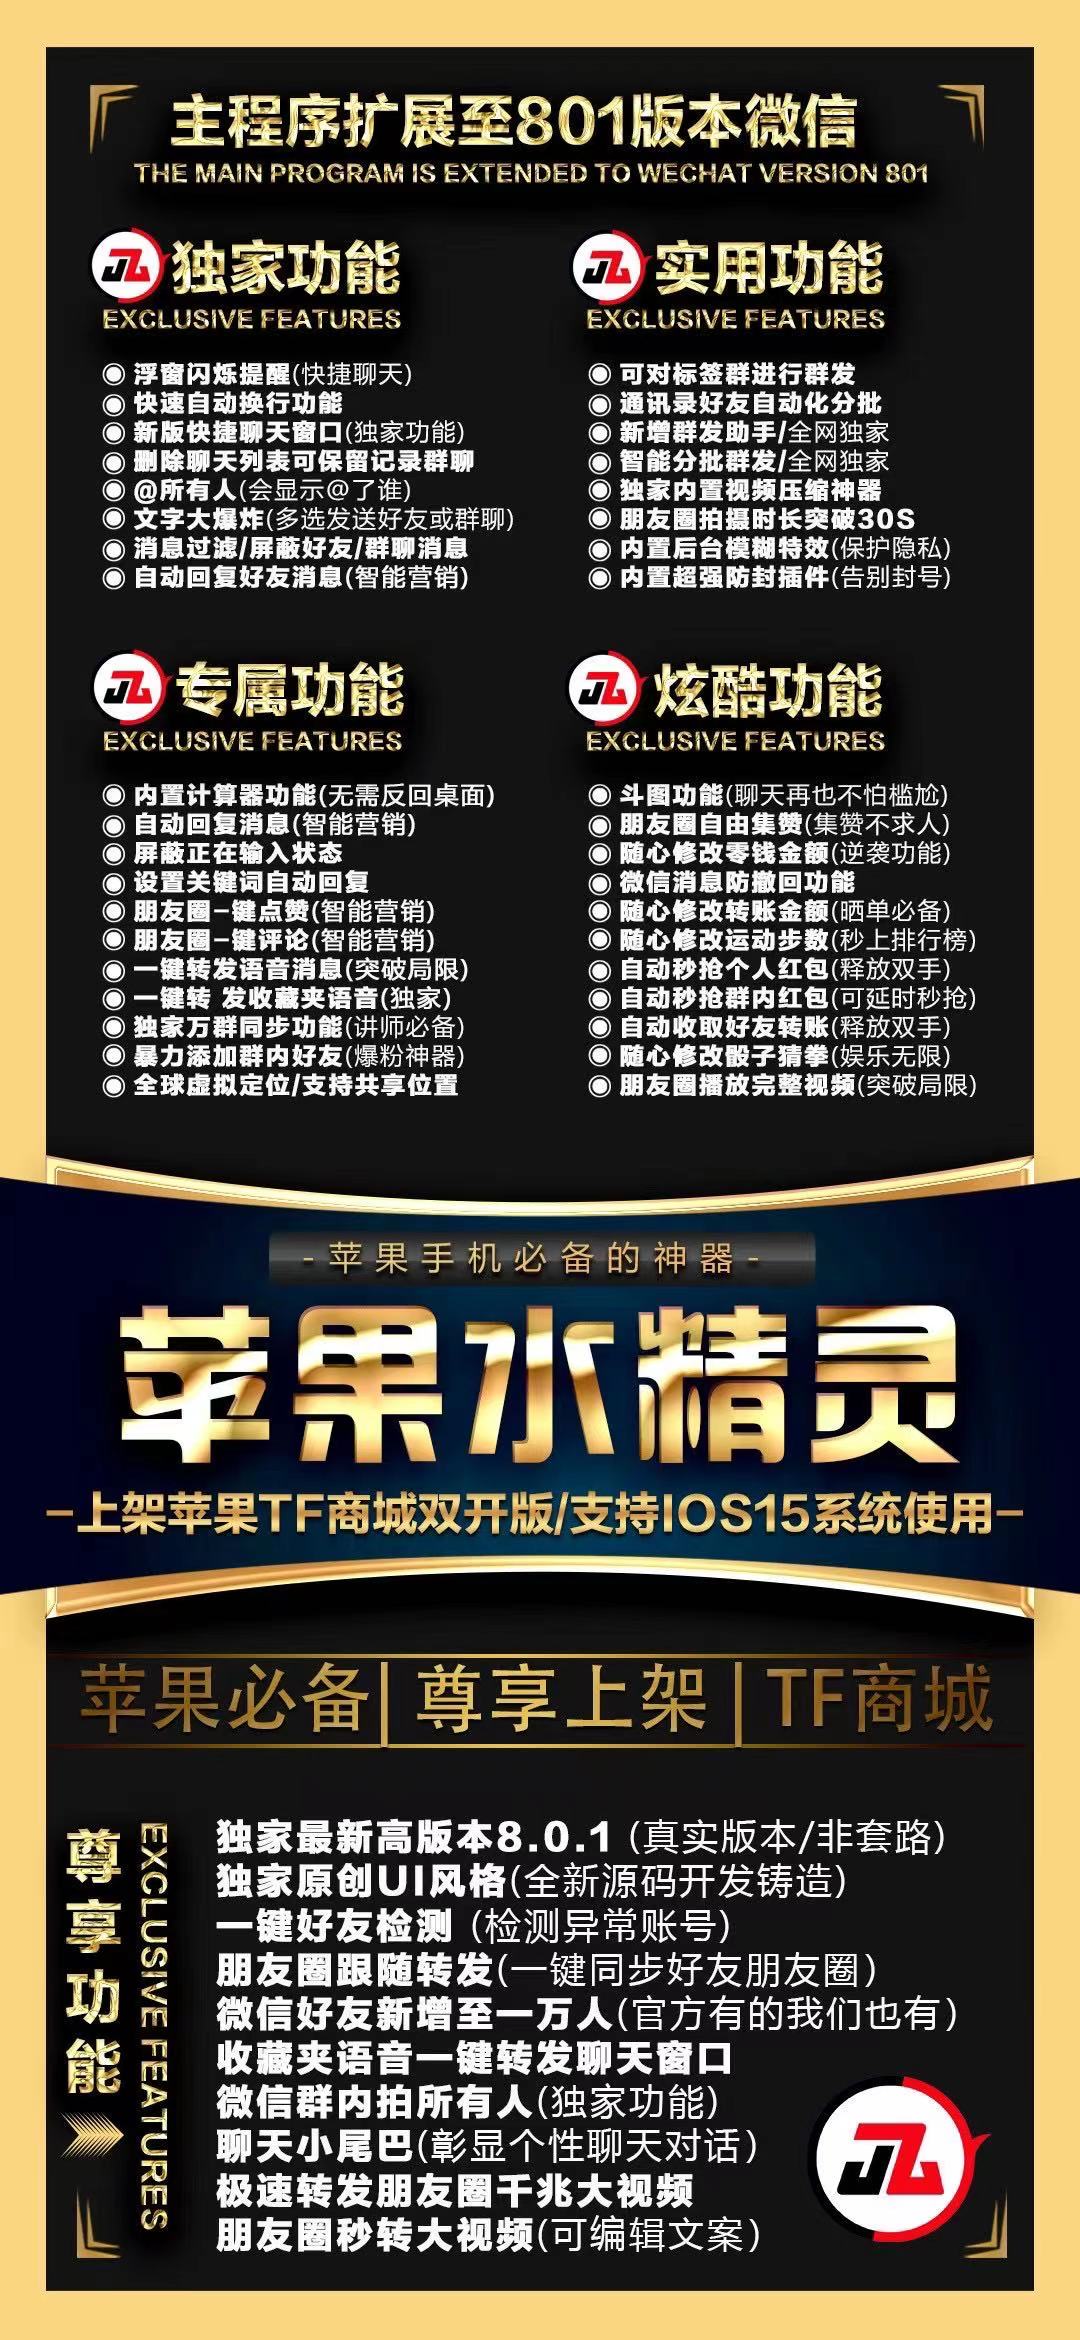 主程序扩展至801版本微信
THE MAIN PROGRAM IS EXTENDED TO WECHAT VERSION 801
JZ 独家功能
EXCLUSIVE FEATURES
◉ 浮窗闪烁提醒(快捷聊天)
◉ 快速自动换行功能
◉ 新版快捷聊天窗口(独家功能)
◉ 删除聊天列表可保留记录群聊
◉ @所有人(会显示@了谁)
◉ 文字大爆炸(多选发送好友或群聊)
◉ 消息过滤/屏蔽好友/群聊消息
◉ 自动回复好友消息(智能营销)
JZ 实用功能
EXCLUSIVE FEATURES
◉ 可对标签群进行群发
◉ 通讯录好友自动化分批
◉ 新增群发助手/全网独家
◉ 智能分批群发/全网独家
◉ 独家内置视频压缩神器
◉ 朋友圈拍摄时长突破30S
◉ 内置后台模糊特效(保护隐私)
◉ 内置超强防封插件(告别封号)
JZ 专属功能
EXCLUSIVE FEATURES
◉ 内置计算器功能(无需反回桌面)
◉ 自动回复消息(智能营销)
◉ 屏蔽正在输入状态
◉ 设置关键词自动回复
◉ 朋友圈-键点赞(智能营销)
◉ 朋友圈-键评论(智能营销)
◉ 一键转发语音消息(突破局限)
◉ 一键转 发收藏夹语音(独家)
◉ 独家万群同步功能(讲师必备)
◉ 暴力添加群内好友(爆粉神器)
◉ 全球虚拟定位/支持共享位置
JZ 炫酷功能
EXCLUSIVE FEATURES
◉ 斗图功能(聊天再也不怕槛尬)
◉ 朋友圈自由集赞(集赞不求人)
◉ 随心修改零钱金额(逆袭功能)
◉ 微信消息防撤回功能
◉ 随心修改转账金额(晒单必备)
◉ 随心修改运动步数(秒上排行榜)
◉ 自动秒抢个人红包(释放双手)
◉ 自动秒抢群内红包(可延时秒抢)
◉ 自动收取好友转账(释放双手)
◉ 随心修改骰子猜拳(娱乐无限)
◉ 朋友圈播放完整视频(突破局限)
-苹果手机必备的神器-
苹果水精灵
-上架苹果TF商城双开版/支持IOS15系统使用-
苹果必备|尊享上架|TF商城
尊享功能
EXCLUSIVE FEATURES
独家最新高版本8.0.1 (真实版本/非套路)
独家原创UI风格(全新源码开发铸造)
一键好友检测 (检测异常账号)
朋友圈跟随转发(一键同步好友朋友圈)
微信好友新增至一万人(官方有的我们也有)
收藏夹语音一键转发聊天窗口
微信群内拍所有人(独家功能)
聊天小尾巴(彰显个性聊天对话)
极速转发朋友圈千兆大视频
朋友圈秒转大视频(可编辑文案)
JZ